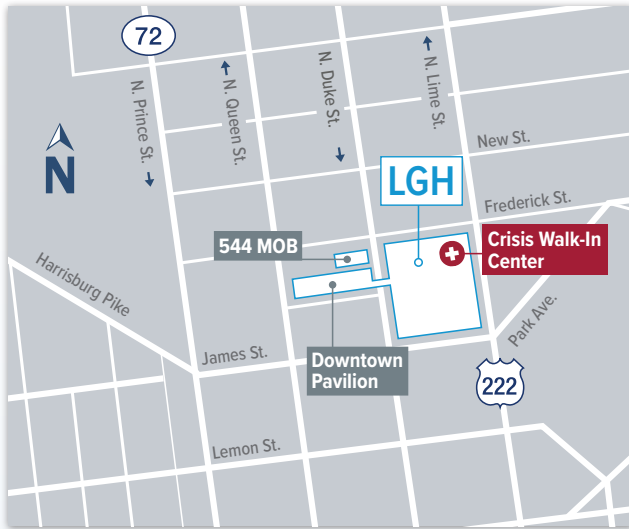 72
N. Prince St.
N. Queen St.
N. Duke St.
N. Lime St.
New St.
N
LGH
Frederick St.
544 MOB
Crisis Walk-In
Center
Harrisburg Pike
Park Ave.
James St.
Downtown
Pavilion
222
Lemon St.